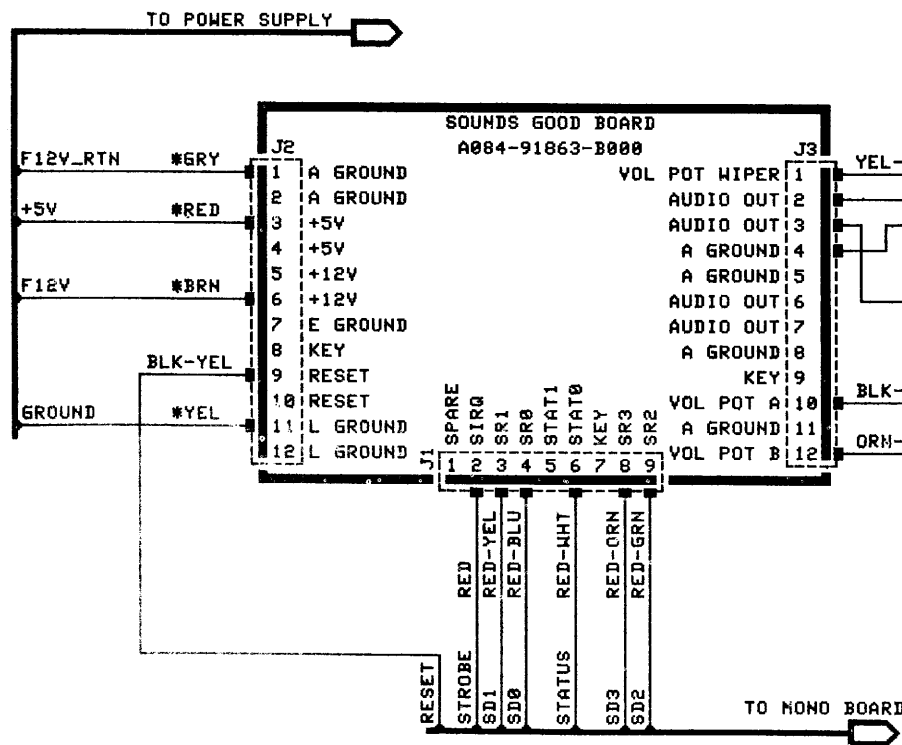 TO POWER SUPPLY
SOUNDS GOOD BOARD
A084-91863-B000
J2
F12V_RTN *GRY
1 A GROUND
2 A GROUND
+5V *RED
3 +5V
4 +5V
5 +12V
F12V *BRN
6 +12V
7 E GROUND
8 KEY
BLK-YEL
9 RESET
10 RESET
GROUND *YEL
11 L GROUND
12 L GROUND
J3
VOL POT WIPER 1 YEL-
AUDIO OUT 2
AUDIO OUT 3
A GROUND 4
A GROUND 5
AUDIO OUT 6
AUDIO OUT 7
A GROUND 8
KEY 9
VOL POT A 10 BLK-
A GROUND 11
VOL POT B 12 ORN-
J1
SPARE 1
SIRQ 2
SR1 3
SR0 4
STAT1 5
STAT0 6
KEY 7
SR3 8
SR2 9
RED
RED-YEL
RED-BLU
RED-WHT
RED-ORN
RED-GRN
RESET
STROBE
SD1
SD0
STATUS
SD3
SD2
TO MONO BOARD